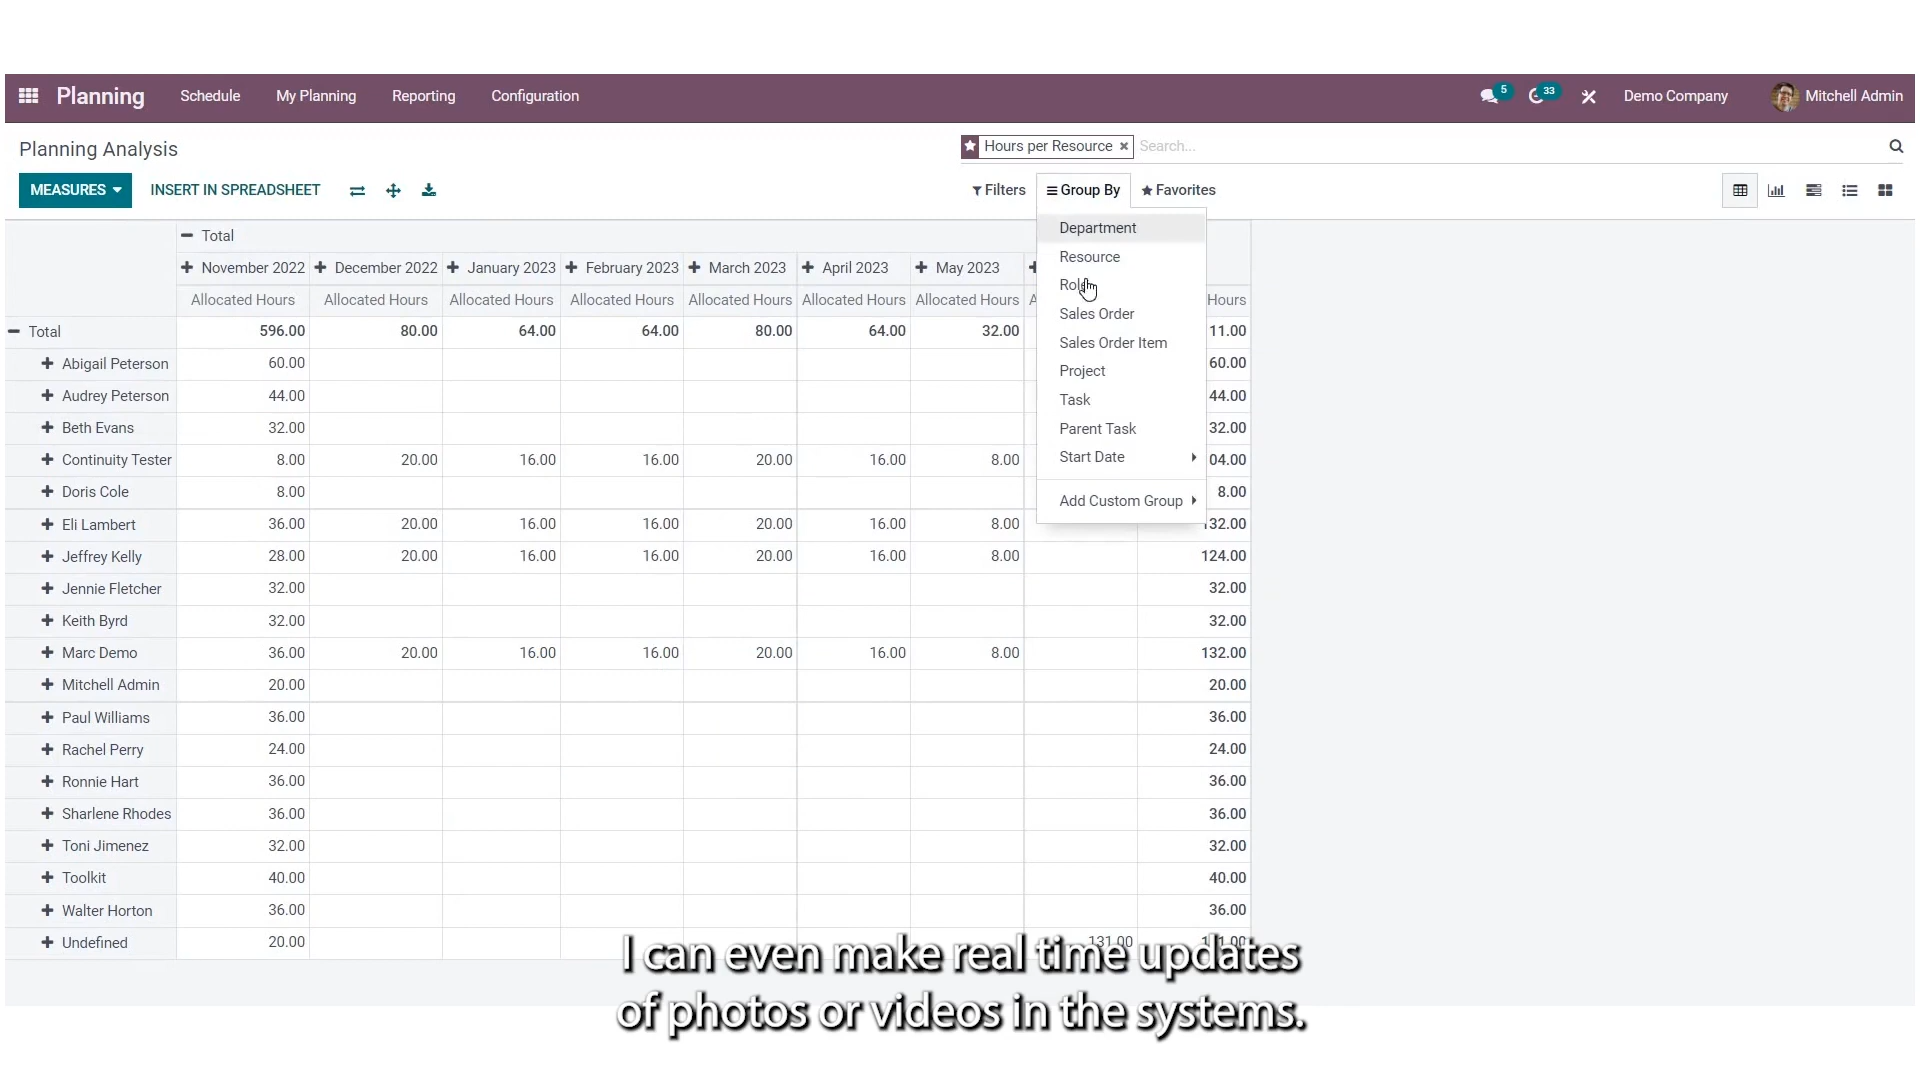 Planning Schedule My Planning Reporting Configuration 5 33 Demo Company Mitchell Admin
Planning Analysis
Hours per Resource × Search...
MEASURES INSERT IN SPREADSHEET Filters Group By Favorites
Total
November 2022 December 2022 January 2023 February 2023 March 2023 April 2023 May 2023
Allocated Hours Allocated Hours Allocated Hours Allocated Hours Allocated Hours Allocated Hours Allocated Hours A Hours
Department
Resource
Sales Order
Sales Order Item
Project
Task
Parent Task
Start Date
Add Custom Group
Total 596.00 80.00 64.00 64.00 80.00 64.00 32.00 11.00
Abigail Peterson 60.00 60.00
Audrey Peterson 44.00 44.00
Beth Evans 32.00 32.00
Continuity Tester 8.00 20.00 16.00 16.00 20.00 16.00 8.00 04.00
Doris Cole 8.00 8.00
Eli Lambert 36.00 20.00 16.00 16.00 20.00 16.00 8.00 132.00
Jeffrey Kelly 28.00 20.00 16.00 16.00 20.00 16.00 8.00 124.00
Jennie Fletcher 32.00 32.00
Keith Byrd 32.00 32.00
Marc Demo 36.00 20.00 16.00 16.00 20.00 16.00 8.00 132.00
Mitchell Admin 20.00 20.00
Paul Williams 36.00 36.00
Rachel Perry 24.00 24.00
Ronnie Hart 36.00 36.00
Sharlene Rhodes 36.00 36.00
Toni Jimenez 32.00 32.00
Toolkit 40.00 40.00
Walter Horton 36.00 36.00
Undefined 20.00 131.00
I can even make real time updates
of photos or videos in the systems.